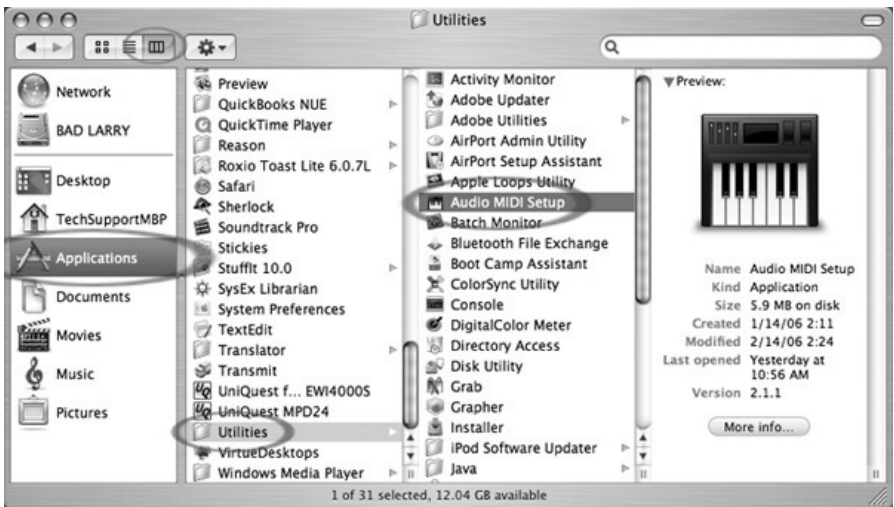 Utilities
Network
BAD LARRY
Desktop
TechSupportMBP
Applications
Documents
Movies
Music
Pictures
Preview
QuickBooks NUE
QuickTime Player
Reason
Roxio Toast Lite 6.0.7L
Safari
Sherlock
Soundtrack Pro
Stickies
StuffIt 10.0
SysEx Librarian
System Preferences
TextEdit
Translator
Transmit
UniQuest f... EWI4000S
UniQuest MPD24
Utilities
VirtueDesktops
Windows Media Player
Activity Monitor
Adobe Updater
Adobe Utilities
AirPort Admin Utility
AirPort Setup Assistant
Apple Loops Utility
Audio MIDI Setup
Batch Monitor
Bluetooth File Exchange
Boot Camp Assistant
ColorSync Utility
Console
DigitalColor Meter
Directory Access
Disk Utility
Grab
Grapher
Installer
iPod Software Updater
Java
Preview:
Name Audio MIDI Setup
Kind Application
Size 5.9 MB on disk
Created 1/14/06 2:11
Modified 2/14/06 2:24
Last opened Yesterday at
10:56 AM
Version 2.1.1
More info...
1 of 31 selected, 12.04 GB available